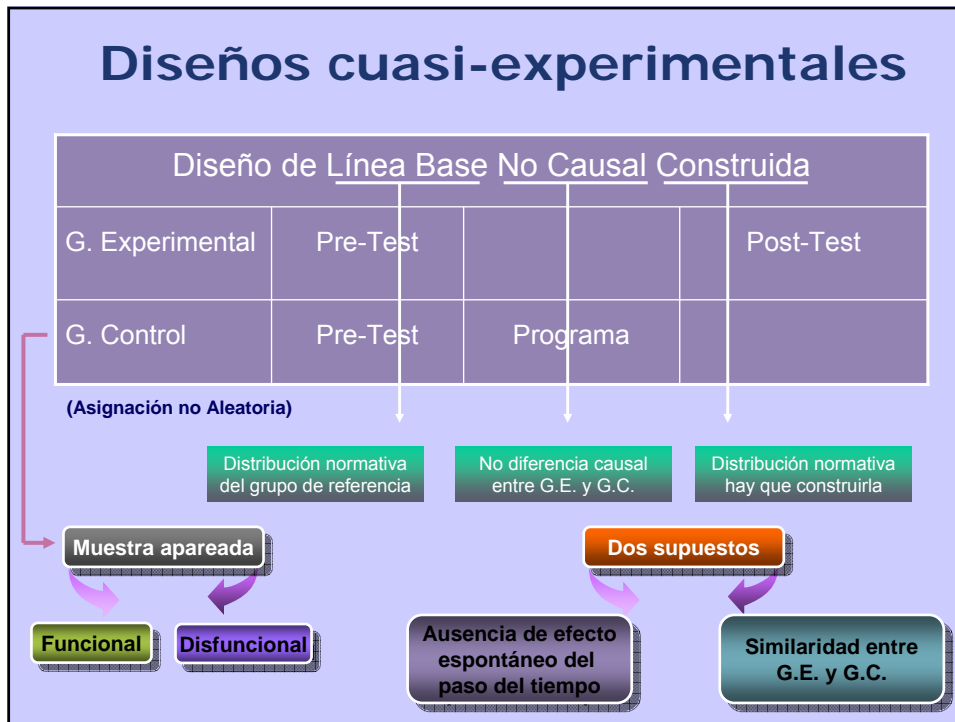 Diseños cuasi-experimentales
Diseño de Línea Base No Causal Construida
G. Experimental Pre-Test Post-Test
G. Control Pre-Test Programa
(Asignación no Aleatoria)
Distribución normativa
del grupo de referencia
No diferencia causal
entre G.E. y G.C.
Distribución normativa
hay que construirla
Muestra apareada
Dos supuestos
Funcional
Disfuncional
Ausencia de efecto
espontáneo del
paso del tiempo
Similaridad entre
G.E. y G.C.